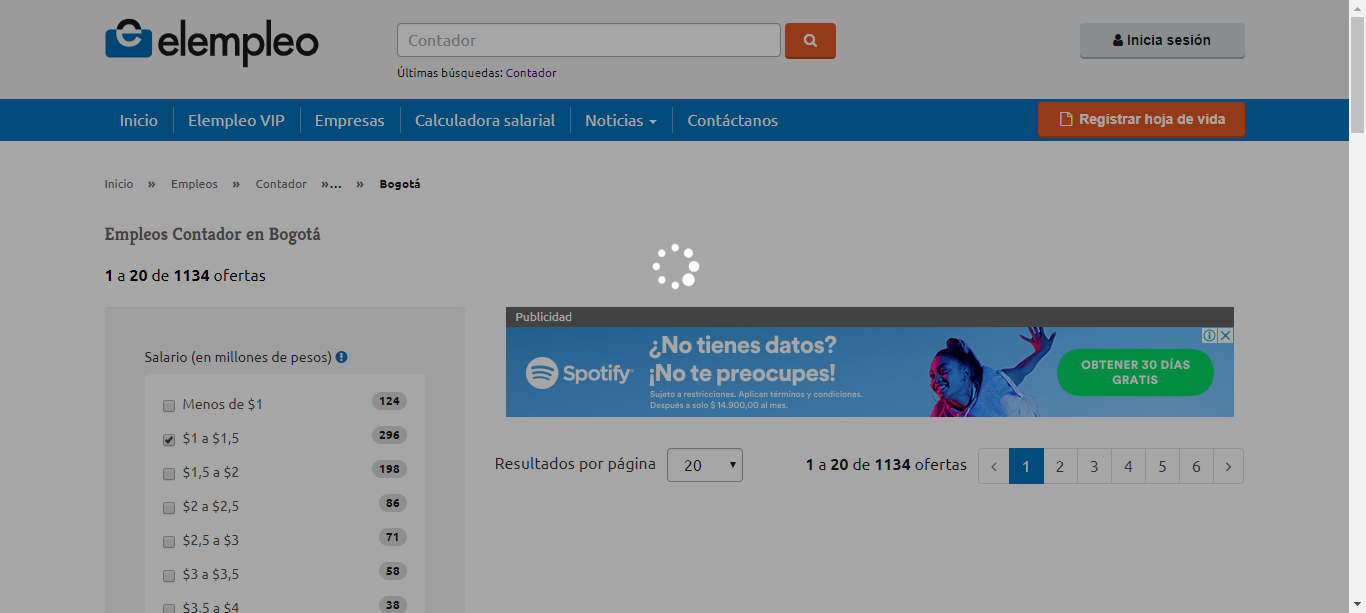 elempleo
Contador
Últimas búsquedas: Contador
Inicia sesión
Inicio
Elempleo VIP
Empresas
Calculadora salarial
Noticias
Contáctanos
Registrar hoja de vida
Inicio » Empleos » Contador »... » Bogotá
Empleos Contador en Bogotá
1 a 20 de 1134 ofertas
Salario (en millones de pesos)
Menos de $1 124
$1 a $1,5 296
$1,5 a $2 198
$2 a $2,5 86
$2,5 a $3 71
$3 a $3,5 58
$3,5 a $4 38
Publicidad
Spotify
¿No tienes datos?
¡No te preocupes!
Sujeto a restricciones. Aplican términos y condiciones.
Después a solo $ 14.900,00 al mes.
OBTENER 30 DÍAS
GRATIS
Resultados por página 20
1 a 20 de 1134 ofertas
‹ 1 2 3 4 5 6 ›